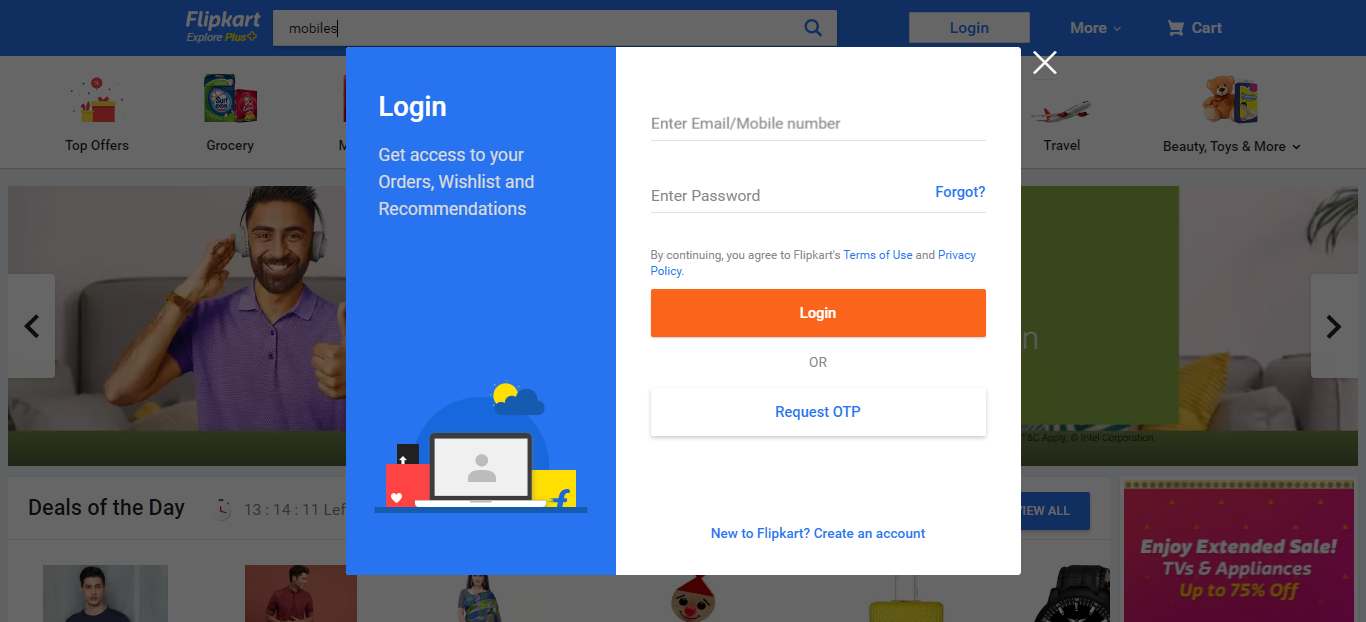 Flipkart
Explore Plus
mobiles
Login
More
Cart
Top Offers
Grocery
M
Travel
Beauty, Toys & More
Login
Get access to your
Orders, Wishlist and
Recommendations
Enter Email/Mobile number
Enter Password
Forgot?
By continuing, you agree to Flipkart's Terms of Use and Privacy
Policy.
Login
OR
Request OTP
New to Flipkart? Create an account
n
T&C Apply. © Intel Corporation.
Deals of the Day
13 : 14 : 11 Lef
VIEW ALL
Enjoy Extended Sale!
TVs & Appliances
Up to 75% Off